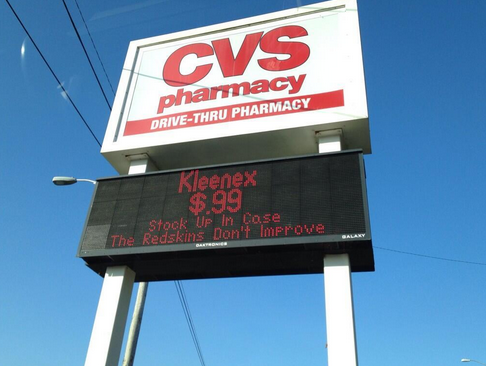 CVS
pharmacy
DRIVE-THRU PHARMACY
Kleenex
$.99
Stock Up In Case
The Redskins Don't Improve
DAKTRONICS
GALAXY